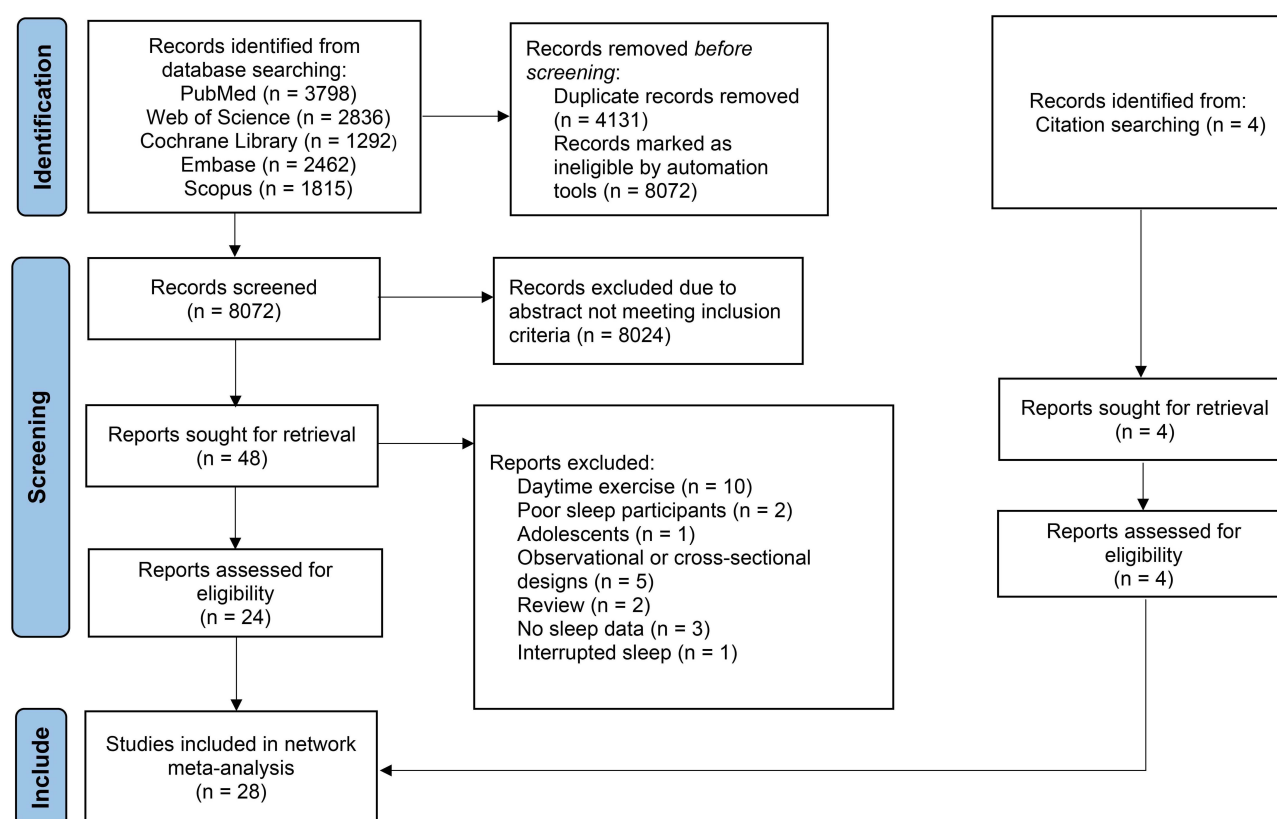 Identification
Records identified from
database searching:
PubMed (n = 3798)
Web of Science (n = 2836)
Cochrane Library (n = 1292)
Embase (n = 2462)
Scopus (n = 1815)
Records removed before
screening:
Duplicate records removed
(n = 4131)
Records marked as
ineligible by automation
tools (n = 8072)
Records identified from:
Citation searching (n = 4)
Screening
Records screened
(n = 8072)
Records excluded due to
abstract not meeting inclusion
criteria (n = 8024)
Reports sought for retrieval
(n = 48)
Reports excluded:
Daytime exercise (n = 10)
Poor sleep participants (n = 2)
Adolescents (n = 1)
Observational or cross-sectional
designs (n = 5)
Review (n = 2)
No sleep data (n = 3)
Interrupted sleep (n = 1)
Reports sought for retrieval
(n = 4)
Reports assessed for
eligibility
(n = 24)
Reports assessed for
eligibility
(n = 4)
Include
Studies included in network
meta-analysis
(n = 28)